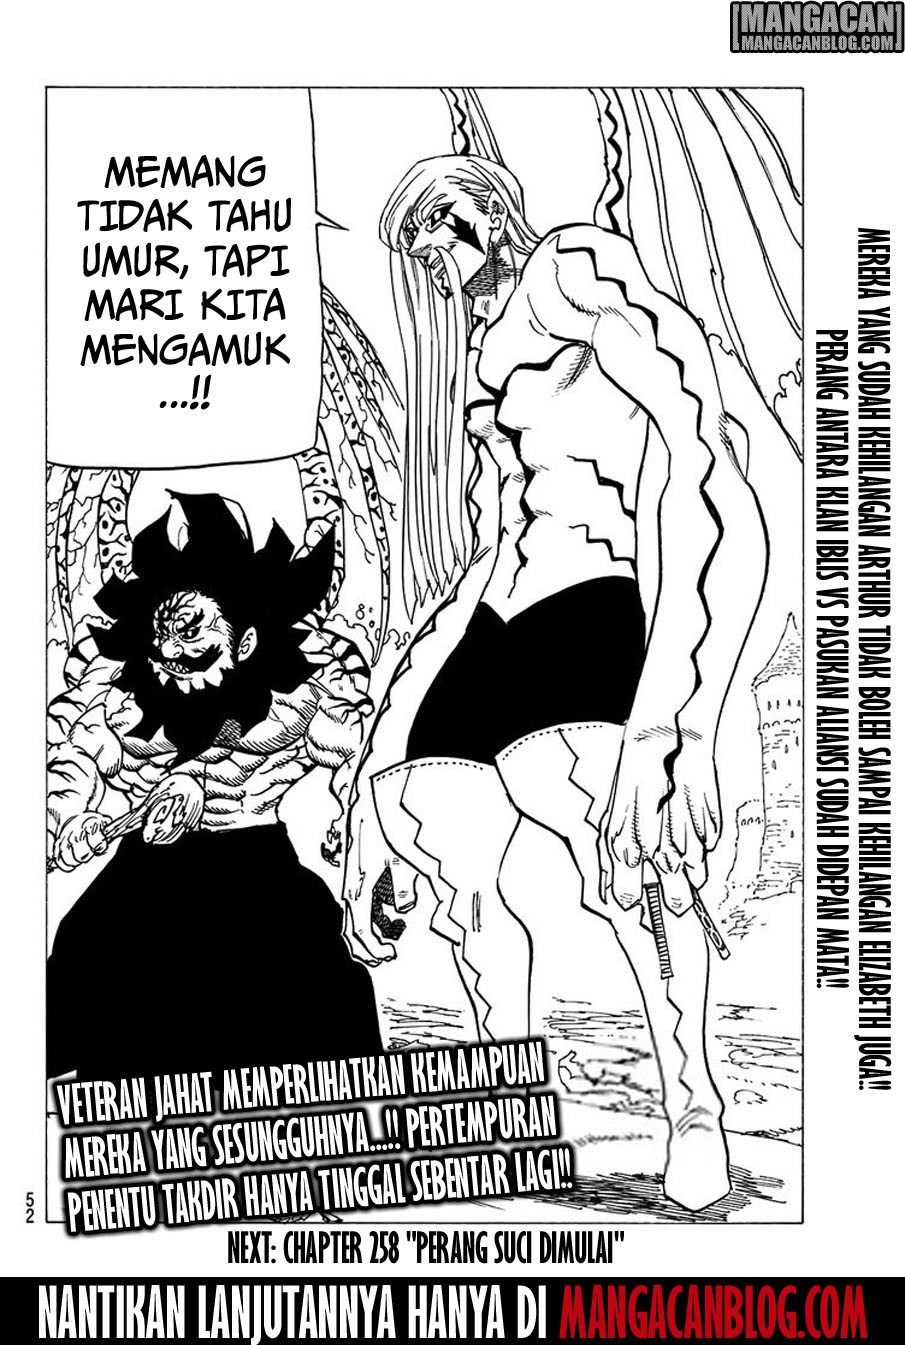 [MANGACAN]
MANGACANBLOG.COM
MEMANG
TIDAK TAHU
UMUR, TAPI
MARI KITA
MENGAMUK
...!!
MEREKA YANG SUDAH KEHILANGAN ARTHUR TIDAK BOLEH SAMPAI KEHILANGAN ELIZABETH JUGA!!
PERANG ANTARA KLAN IBLIS VS PASUKAN ALIANSI SUDAH DIDEPAN MATA!!
VETERAN JAHAT MEMPERLIHATKAN KEMAMPUAN
MEREKA YANG SESUNGGUHNYA...!! PERTEMPURAN
PENENTU TAKDIR HANYA TINGGAL SEBENTAR LAGI!!
52
NEXT: CHAPTER 258 "PERANG SUCI DIMULAI"
NANTIKAN LANJUTANNYA HANYA DI MANGACANBLOG.COM